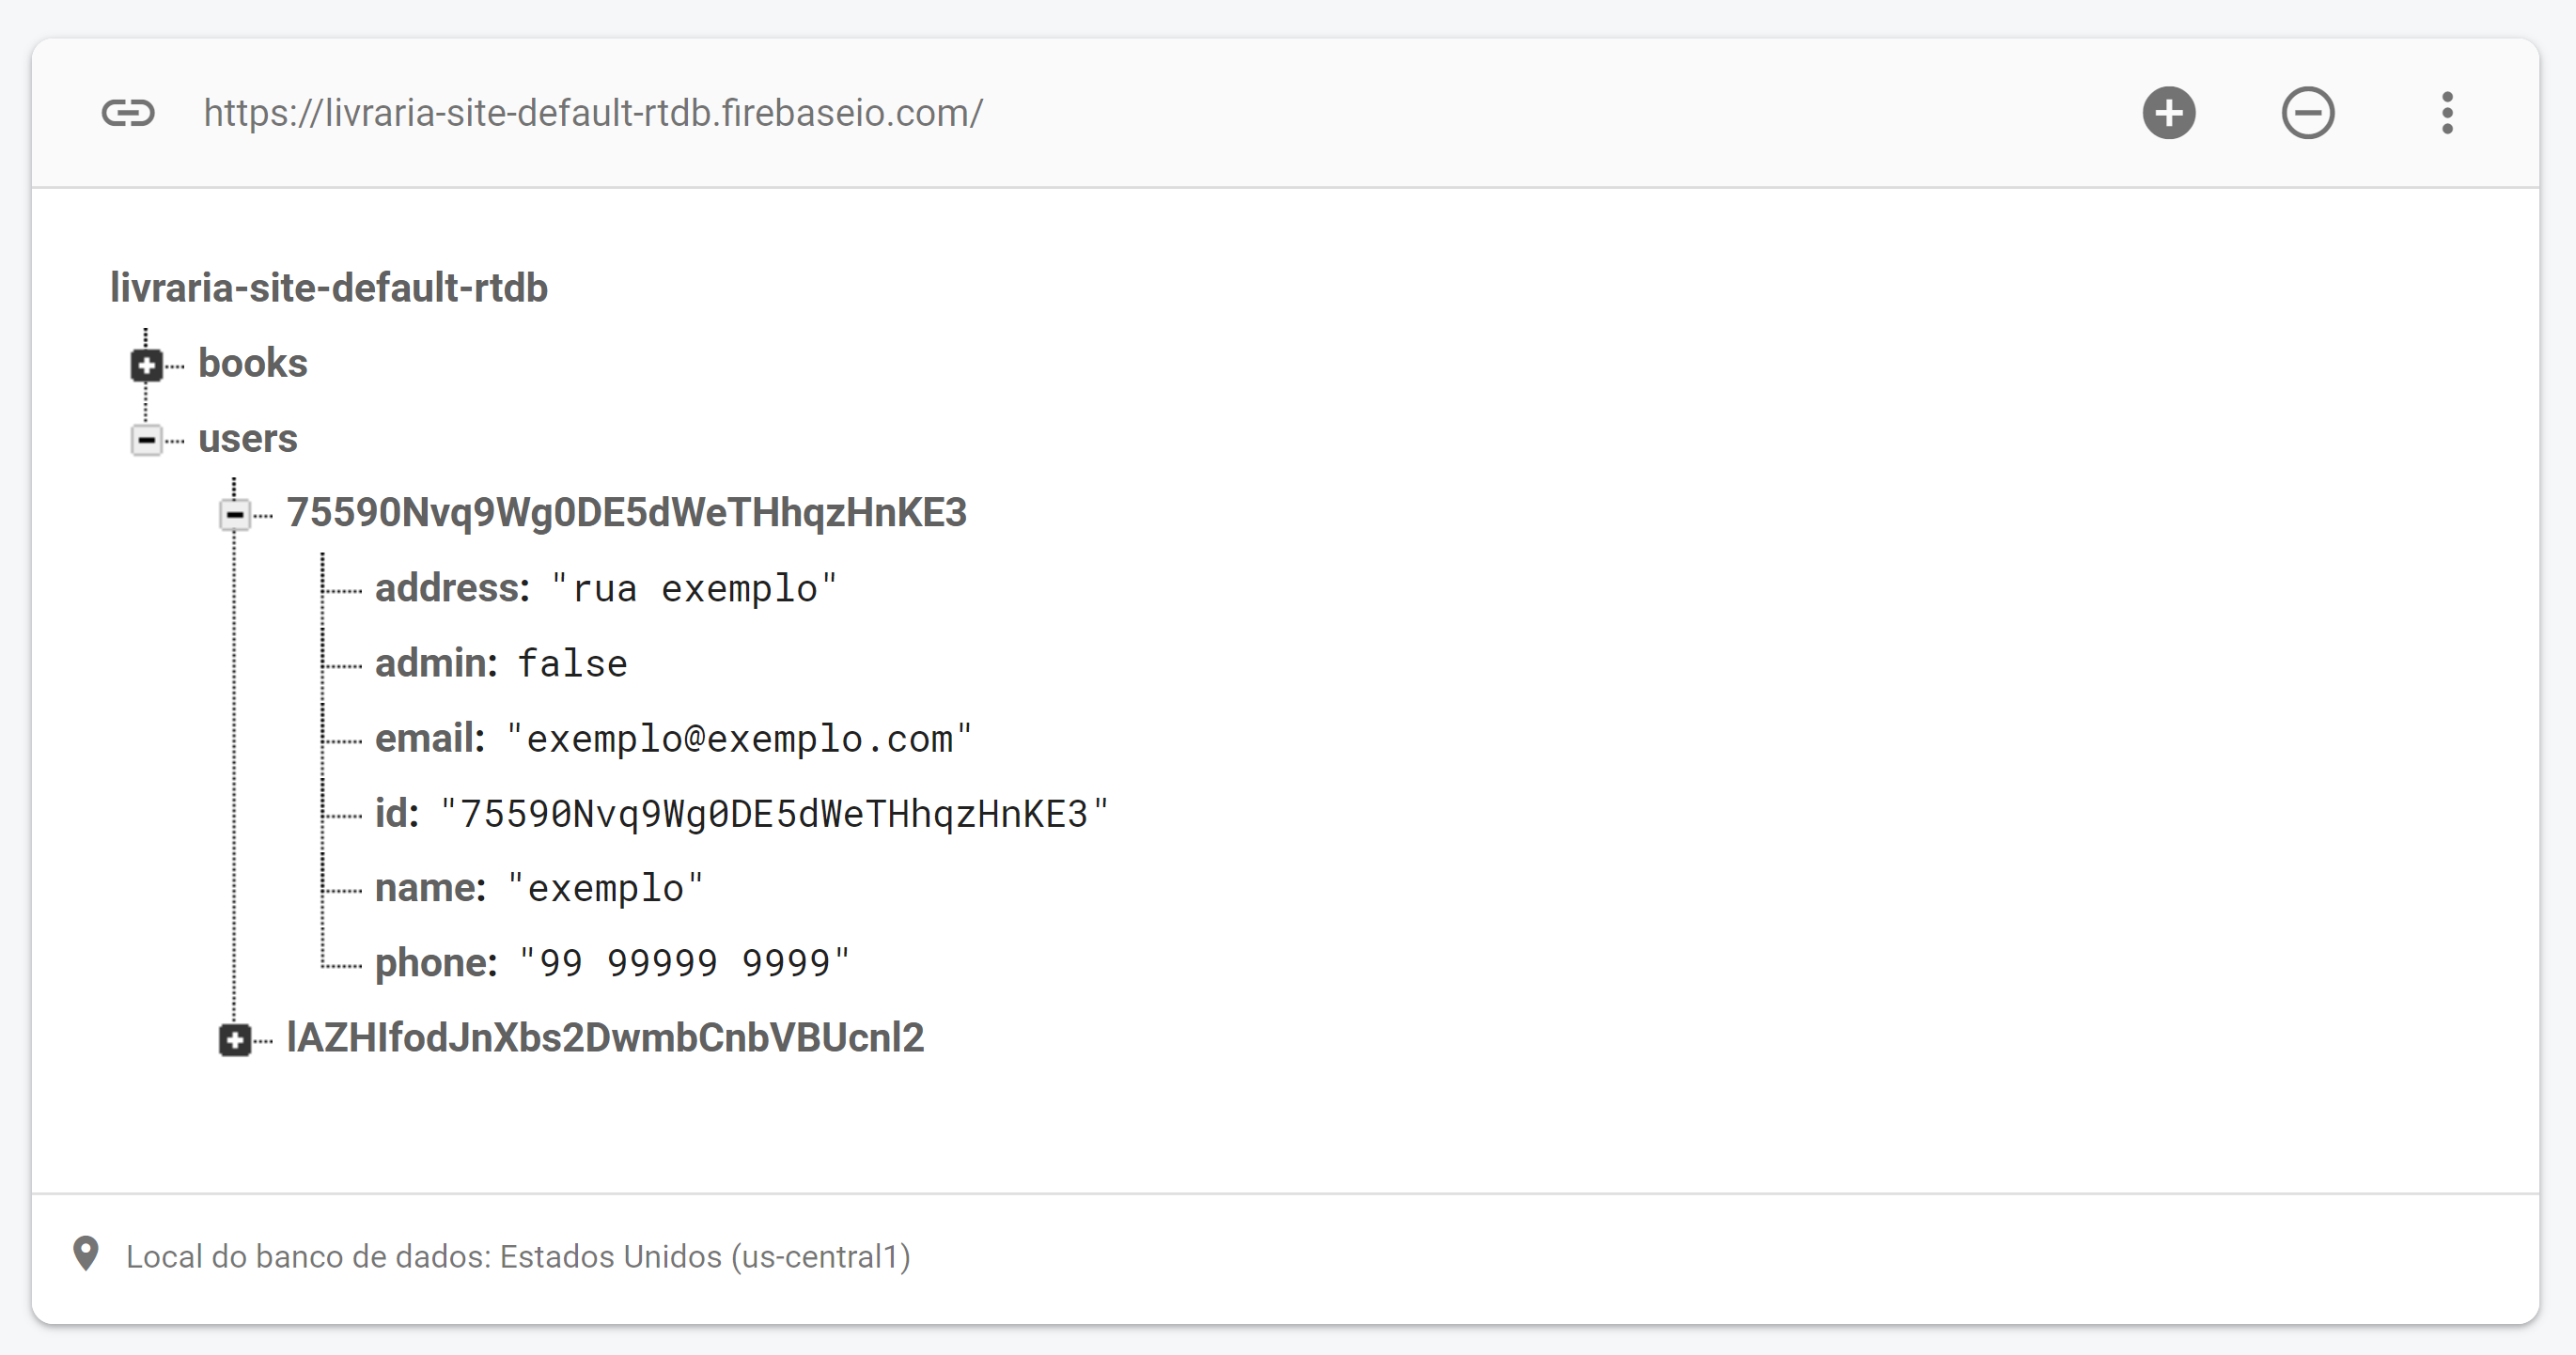 https://livraria-site-default-rtdb.firebaseio.com/
livraria-site-default-rtdb
books
users
75590Nvq9Wg0DE5dWeTHhqzHnKE3
address: "rua exemplo"
admin: false
email: "exemplo@exemplo.com"
id: "75590Nvq9Wg0DE5dWeTHhqzHnKE3"
name: "exemplo"
phone: "99 99999 9999"
lAZHIfodJnXbs2DwmbCnbVBUcnl2
Local do banco de dados: Estados Unidos (us-central1)